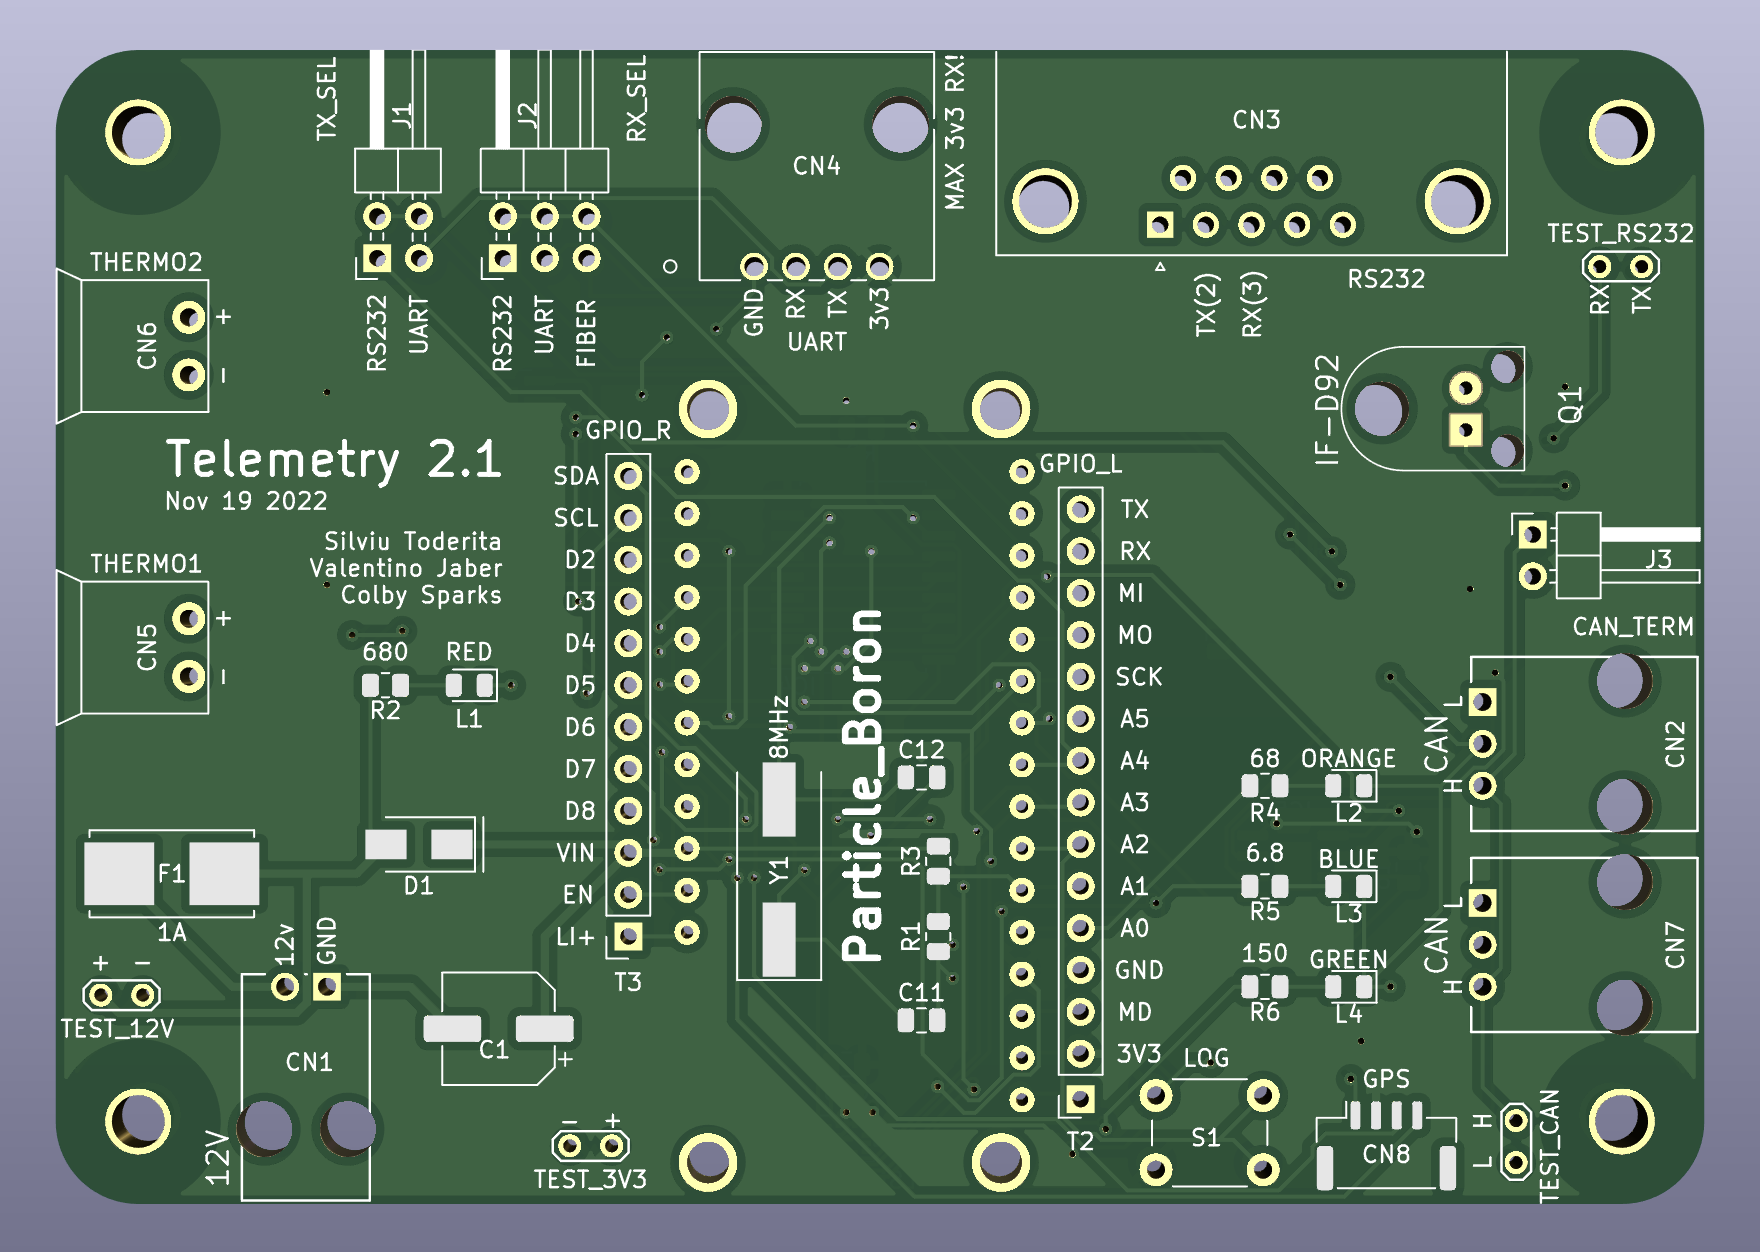 TX_SEL
J1
J2
RX_SEL
CN4
MAX 3v3 RX!
CN3
THERMO2
CN6
+
-
RS232
UART
RS232
UART
FIBER
GND
RX
TX
3v3
UART
TX(2)
RX(3)
RS232
TEST_RS232
RX
TX
IF-D92
Q1
Telemetry 2.1
Nov 19 2022
Silviu Toderita
Valentino Jaber
Colby Sparks
GPIO_R
SDA
SCL
D2
D3
D4
D5
D6
D7
D8
VIN
EN
LI+
T3
GPIO_L
TX
RX
MI
MO
SCK
A5
A4
A3
A2
A1
A0
GND
MD
3V3
T2
J3
CAN_TERM
THERMO1
CN5
+
-
680
RED
R2
L1
8MHz
Y1
Particle_Boron
C12
R3
R1
C11
68
ORANGE
R4
L2
6.8
BLUE
R5
L3
150
GREEN
R6
L4
CAN
L
H
CN2
CAN
L
H
CN7
F1
1A
D1
12v
GND
+
-
TEST_12V
CN1
12V
C1
+
-
+
TEST_3V3
LOG
S1
GPS
CN8
H
L
TEST_CAN